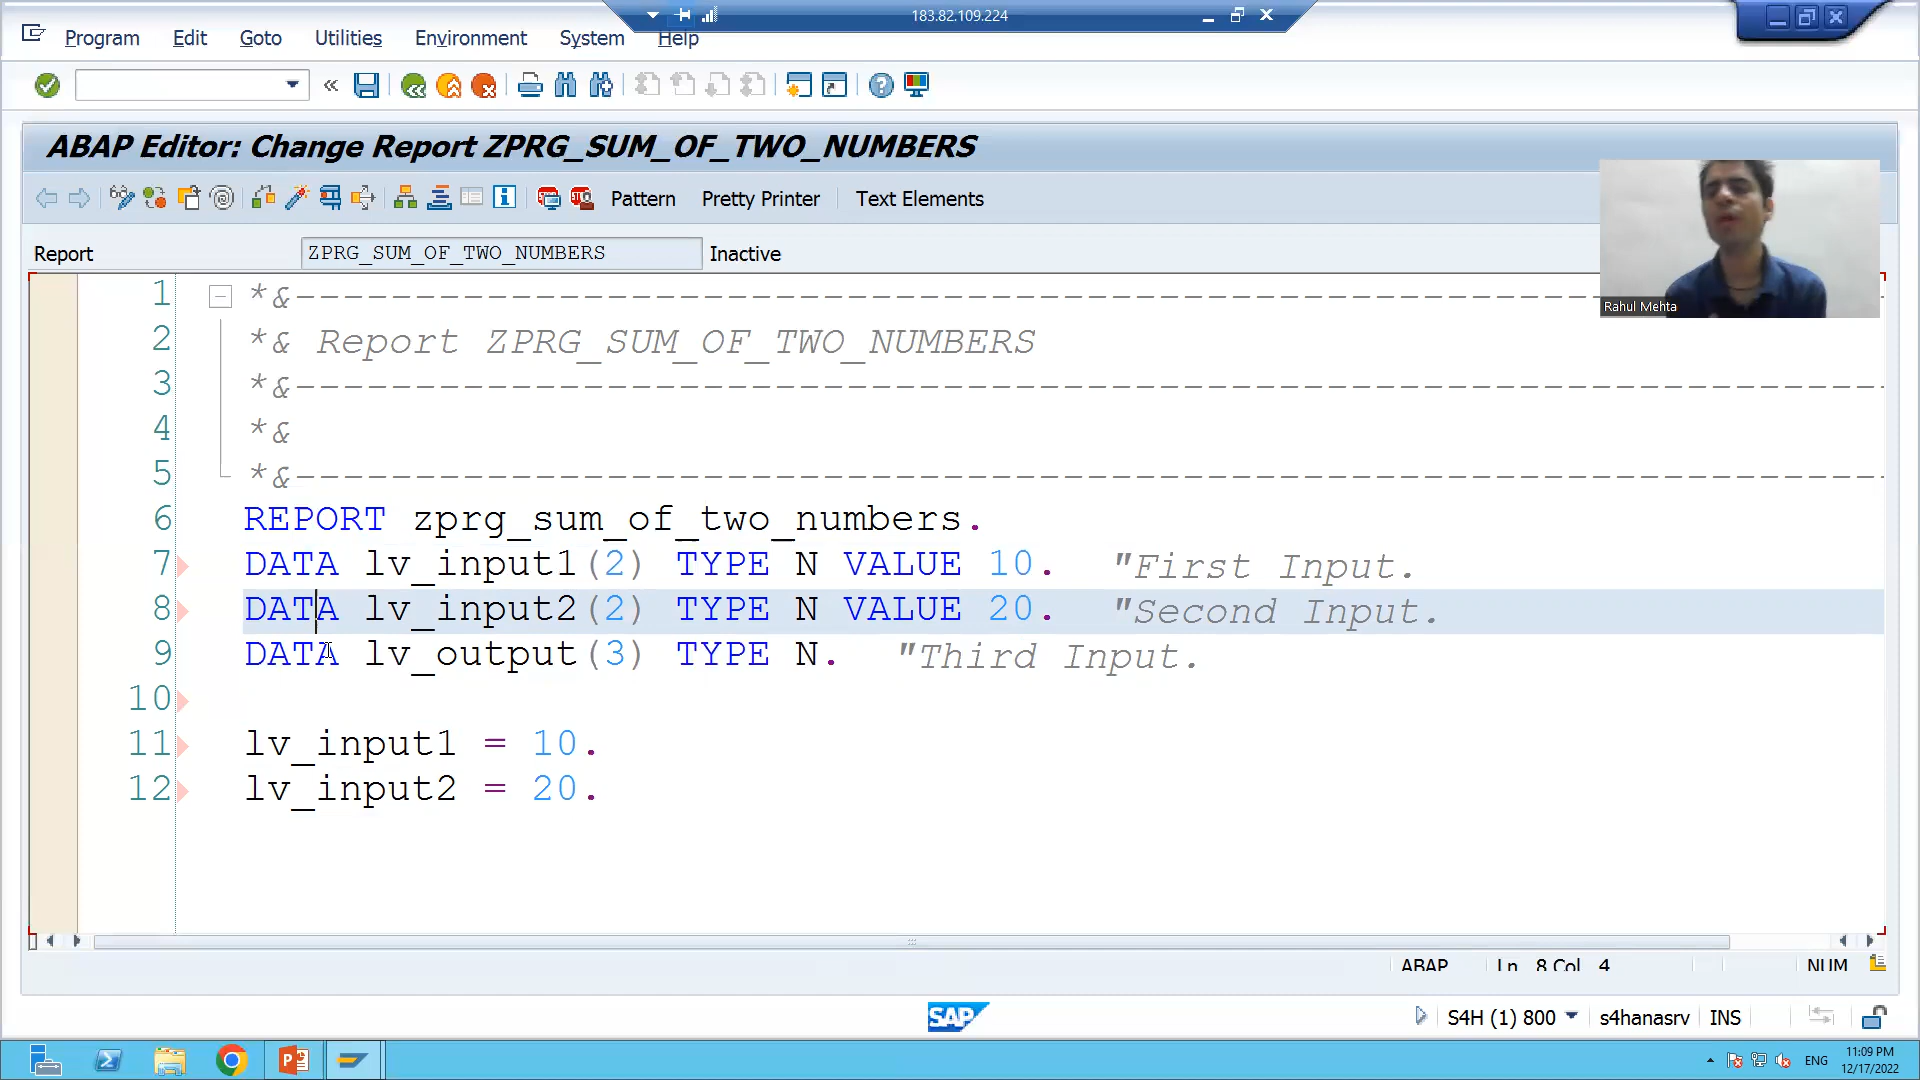 183.82.109.224
Program Edit Goto Utilities Environment System Help
ABAP Editor: Change Report ZPRG_SUM_OF_TWO_NUMBERS
Pattern Pretty Printer Text Elements
Report ZPRG_SUM_OF_TWO_NUMBERS Inactive
Rahul Mehta
1 *&---------------------------------------------------------------------
2 *& Report ZPRG_SUM_OF_TWO_NUMBERS
3 *&---------------------------------------------------------------------
4 *&
5 *&---------------------------------------------------------------------
6 REPORT zprg_sum_of_two_numbers.
7 DATA lv_input1(2) TYPE N VALUE 10. "First Input.
8 DATA lv_input2(2) TYPE N VALUE 20. "Second Input.
9 DATA lv_output(3) TYPE N. "Third Input.
10
11 lv_input1 = 10.
12 lv_input2 = 20.
ABAP Ln 8 Col 4 NUM
SAP S4H (1) 800 s4hanasrv INS
ENG 11:09 PM
12/17/2022